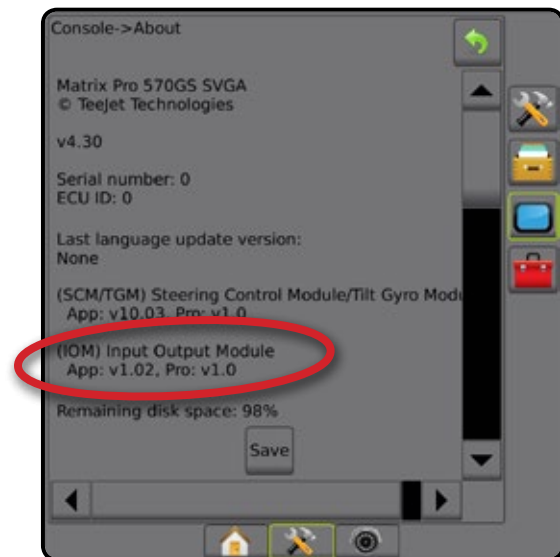 Console->About
Matrix Pro 570GS SVGA
© TeeJet Technologies
v4.30
Serial number: 0
ECU ID: 0
Last language update version:
None
(SCM/TGM) Steering Control Module/Tilt Gyro Modu
App: v10.03, Pro: v1.0
(IOM) Input Output Module
App: v1.02, Pro: v1.0
Remaining disk space: 98%
Save